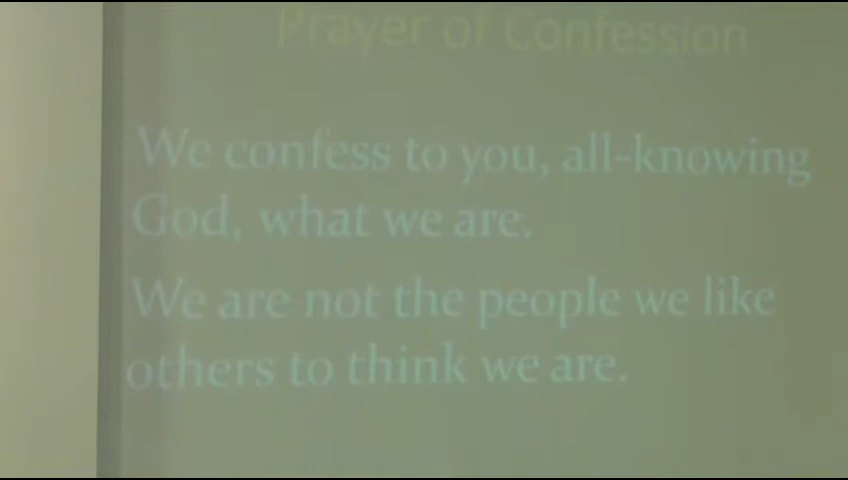 Prayer of Confession
We confess to you, all-knowing
God, what we are.
We are not the people we like
others to think we are.